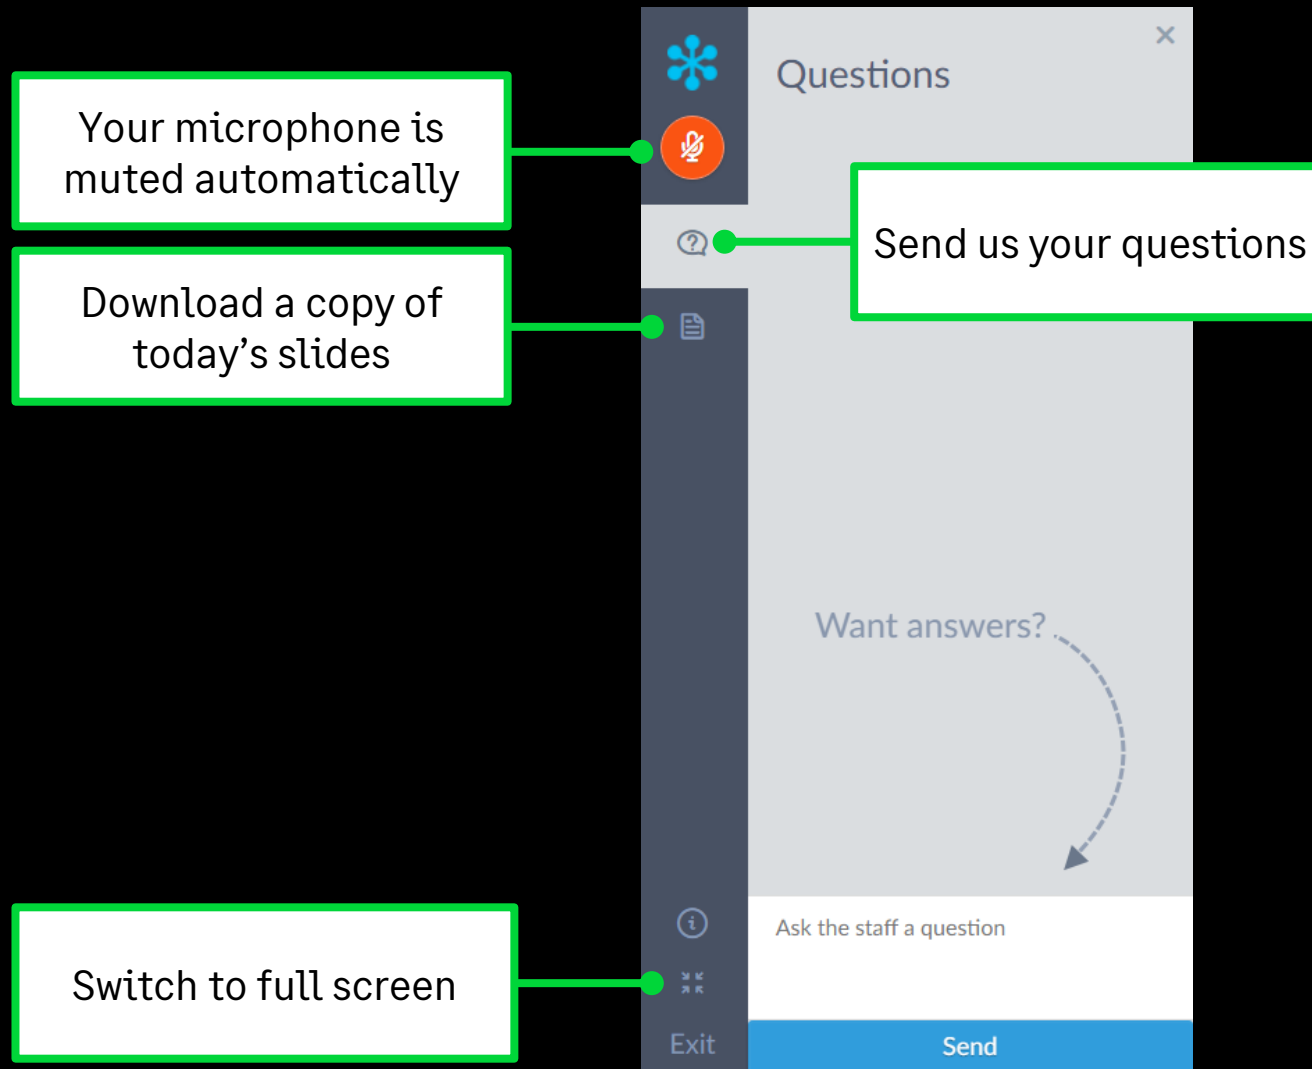 Your microphone is
muted automatically
Download a copy of
today's slides
Switch to full screen
Questions
Send us your questions
Want answers?
Ask the staff a question
Exit
Send